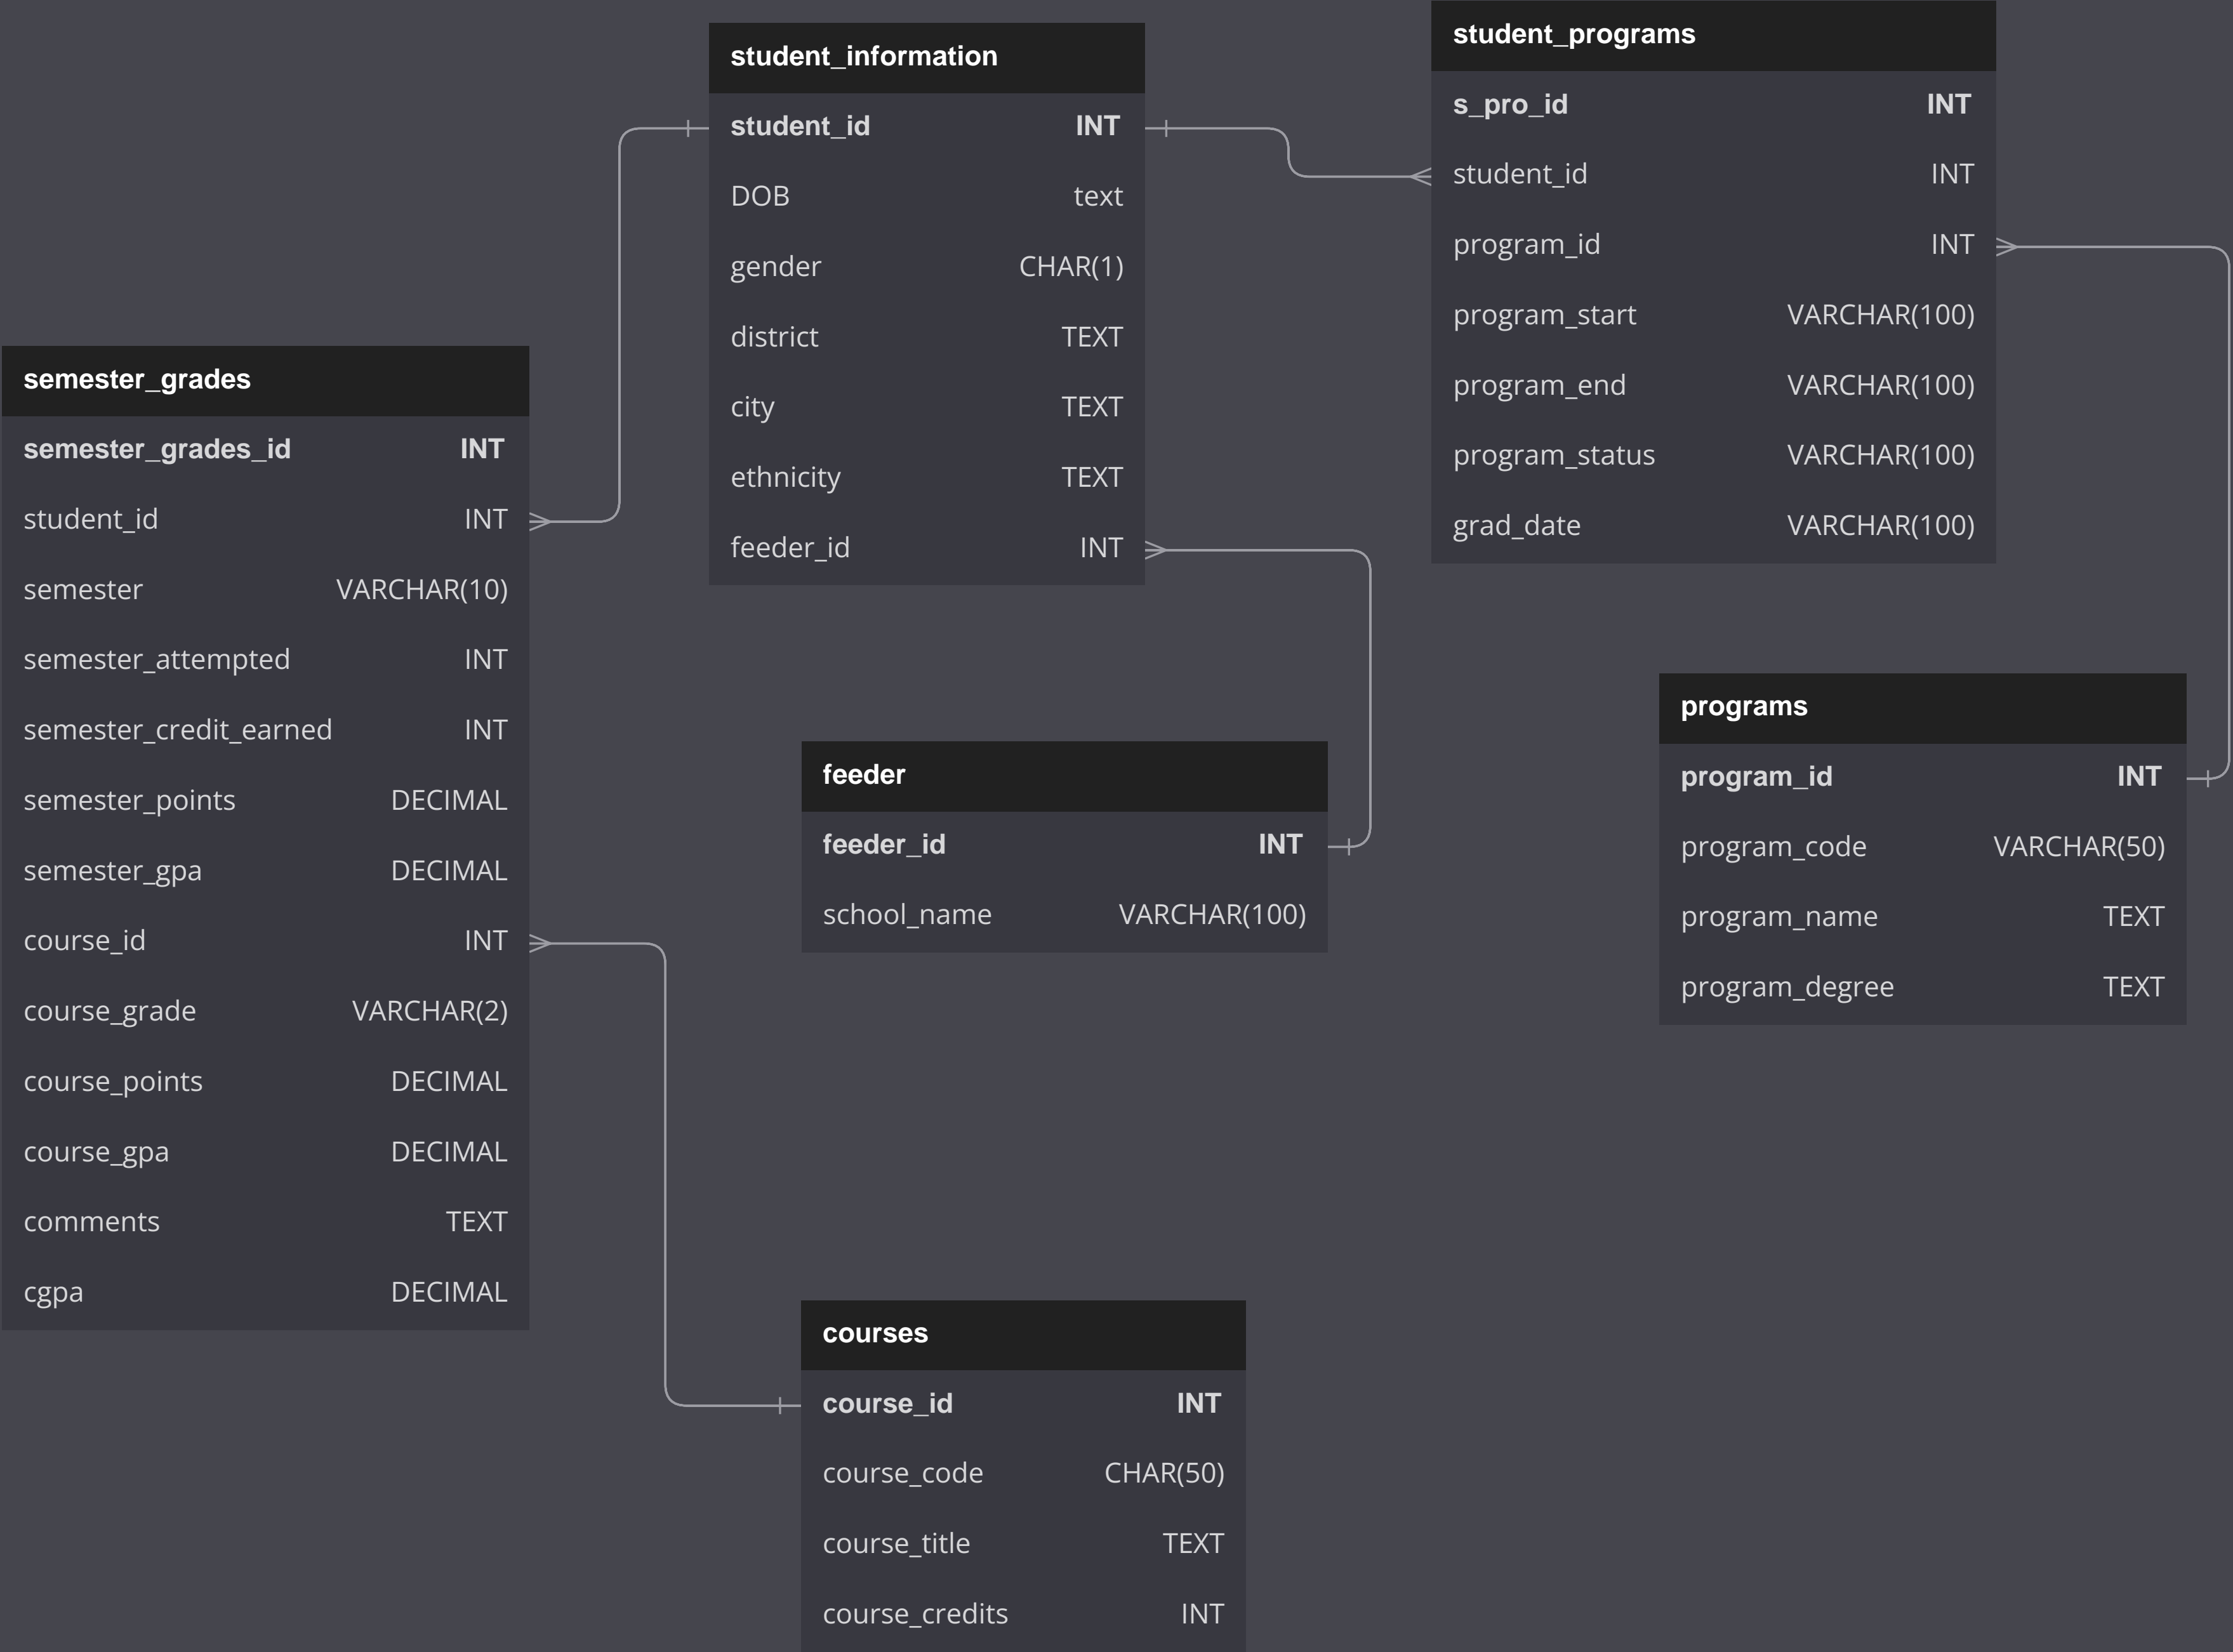 student_information
student_id INT
DOB text
gender CHAR(1)
district TEXT
city TEXT
ethnicity TEXT
feeder_id INT
student_programs
s_pro_id INT
student_id INT
program_id INT
program_start VARCHAR(100)
program_end VARCHAR(100)
program_status VARCHAR(100)
grad_date VARCHAR(100)
semester_grades
semester_grades_id INT
student_id INT
semester VARCHAR(10)
semester_attempted INT
semester_credit_earned INT
semester_points DECIMAL
semester_gpa DECIMAL
course_id INT
course_grade VARCHAR(2)
course_points DECIMAL
course_gpa DECIMAL
comments TEXT
cgpa DECIMAL
feeder
feeder_id INT
school_name VARCHAR(100)
programs
program_id INT
program_code VARCHAR(50)
program_name TEXT
program_degree TEXT
courses
course_id INT
course_code CHAR(50)
course_title TEXT
course_credits INT